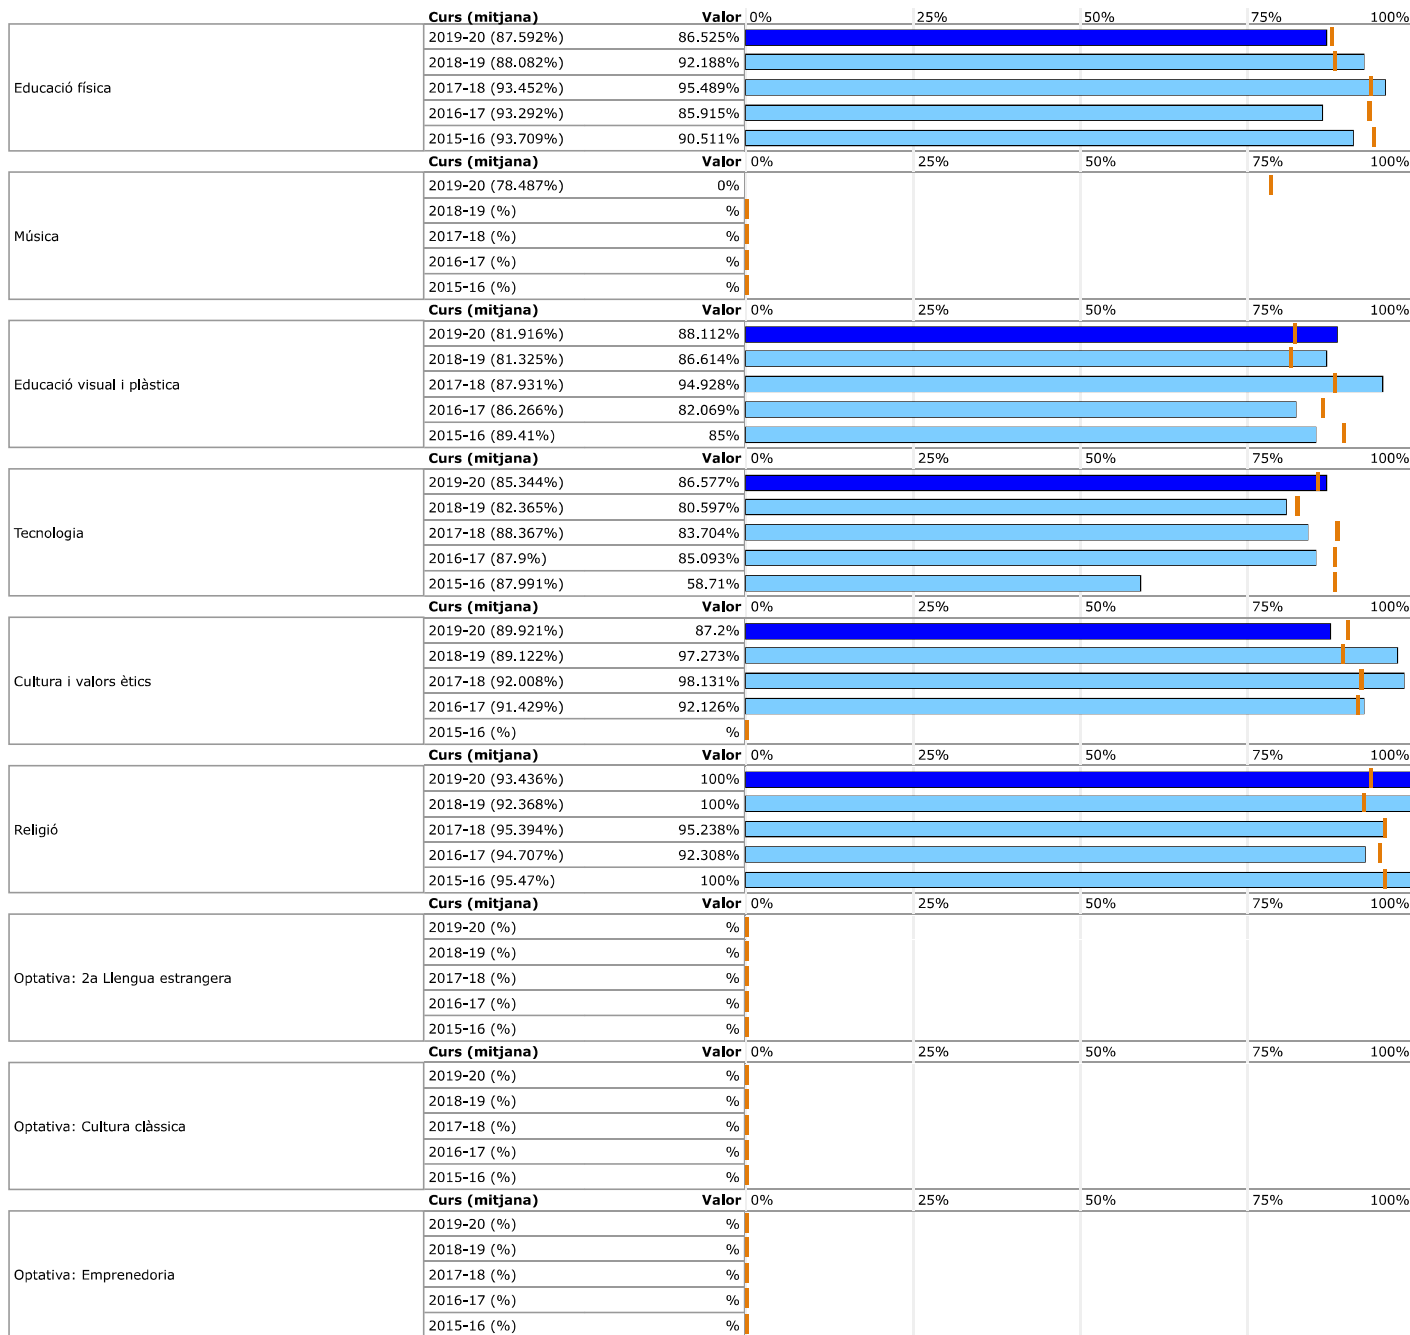 Curs (mitjana) Valor 0% 25% 50% 75% 100%
2019-20 (87.592%) 86.525%
2018-19 (88.082%) 92.188%
Educació física 2017-18 (93.452%) 95.489%
2016-17 (93.292%) 85.915%
2015-16 (93.709%) 90.511%
Curs (mitjana) Valor 0% 25% 50% 75% 100%
2019-20 (78.487%) 0%
2018-19 (%) %
Música 2017-18 (%) %
2016-17 (%) %
2015-16 (%) %
Curs (mitjana) Valor 0% 25% 50% 75% 100%
2019-20 (81.916%) 88.112%
2018-19 (81.325%) 86.614%
Educació visual i plàstica 2017-18 (87.931%) 94.928%
2016-17 (86.266%) 82.069%
2015-16 (89.41%) 85%
Curs (mitjana) Valor 0% 25% 50% 75% 100%
2019-20 (85.344%) 86.577%
2018-19 (82.365%) 80.597%
Tecnologia 2017-18 (88.367%) 83.704%
2016-17 (87.9%) 85.093%
2015-16 (87.991%) 58.71%
Curs (mitjana) Valor 0% 25% 50% 75% 100%
2019-20 (89.921%) 87.2%
2018-19 (89.122%) 97.273%
Cultura i valors ètics 2017-18 (92.008%) 98.131%
2016-17 (91.429%) 92.126%
2015-16 (%) %
Curs (mitjana) Valor 0% 25% 50% 75% 100%
2019-20 (93.436%) 100%
2018-19 (92.368%) 100%
Religió 2017-18 (95.394%) 95.238%
2016-17 (94.707%) 92.308%
2015-16 (95.47%) 100%
Curs (mitjana) Valor 0% 25% 50% 75% 100%
2019-20 (%) %
2018-19 (%) %
Optativa: 2a Llengua estrangera 2017-18 (%) %
2016-17 (%) %
2015-16 (%) %
Curs (mitjana) Valor 0% 25% 50% 75% 100%
2019-20 (%) %
2018-19 (%) %
Optativa: Cultura clàssica 2017-18 (%) %
2016-17 (%) %
2015-16 (%) %
Curs (mitjana) Valor 0% 25% 50% 75% 100%
2019-20 (%) %
2018-19 (%) %
Optativa: Emprenedoria 2017-18 (%) %
2016-17 (%) %
2015-16 (%) %